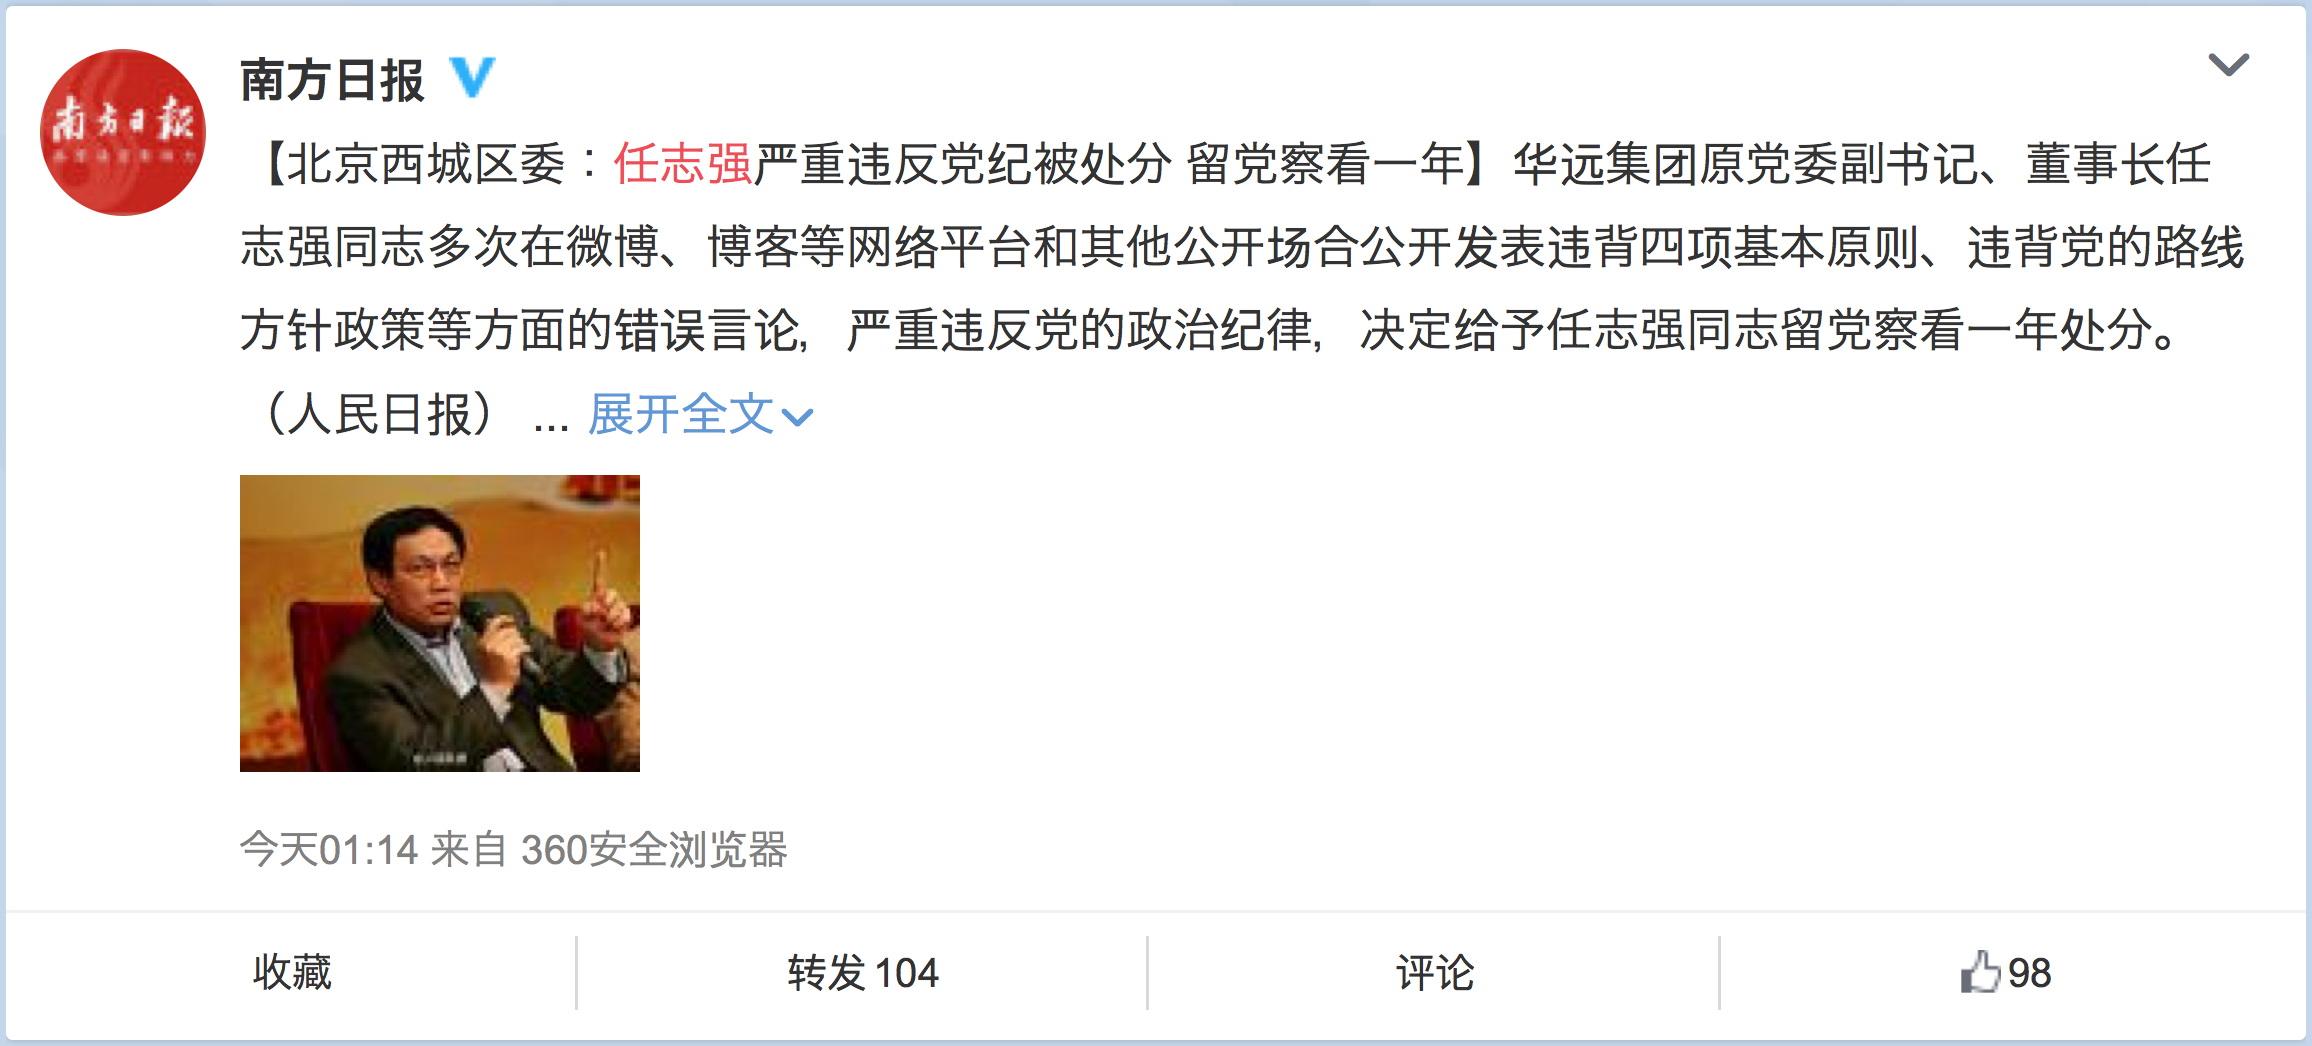 南方日报
南方日报
【北京西城区委：任志强严重违反党纪被处分 留党察看一年】华远集团原党委副书记、董事长任
志强同志多次在微博、博客等网络平台和其他公开场合公开发表违背四项基本原则、违背党的路线
方针政策等方面的错误言论，严重违反党的政治纪律，决定给予任志强同志留党察看一年处分。
（人民日报） ... 展开全文
今天01:14 来自 360安全浏览器
收藏 转发 104 评论 98